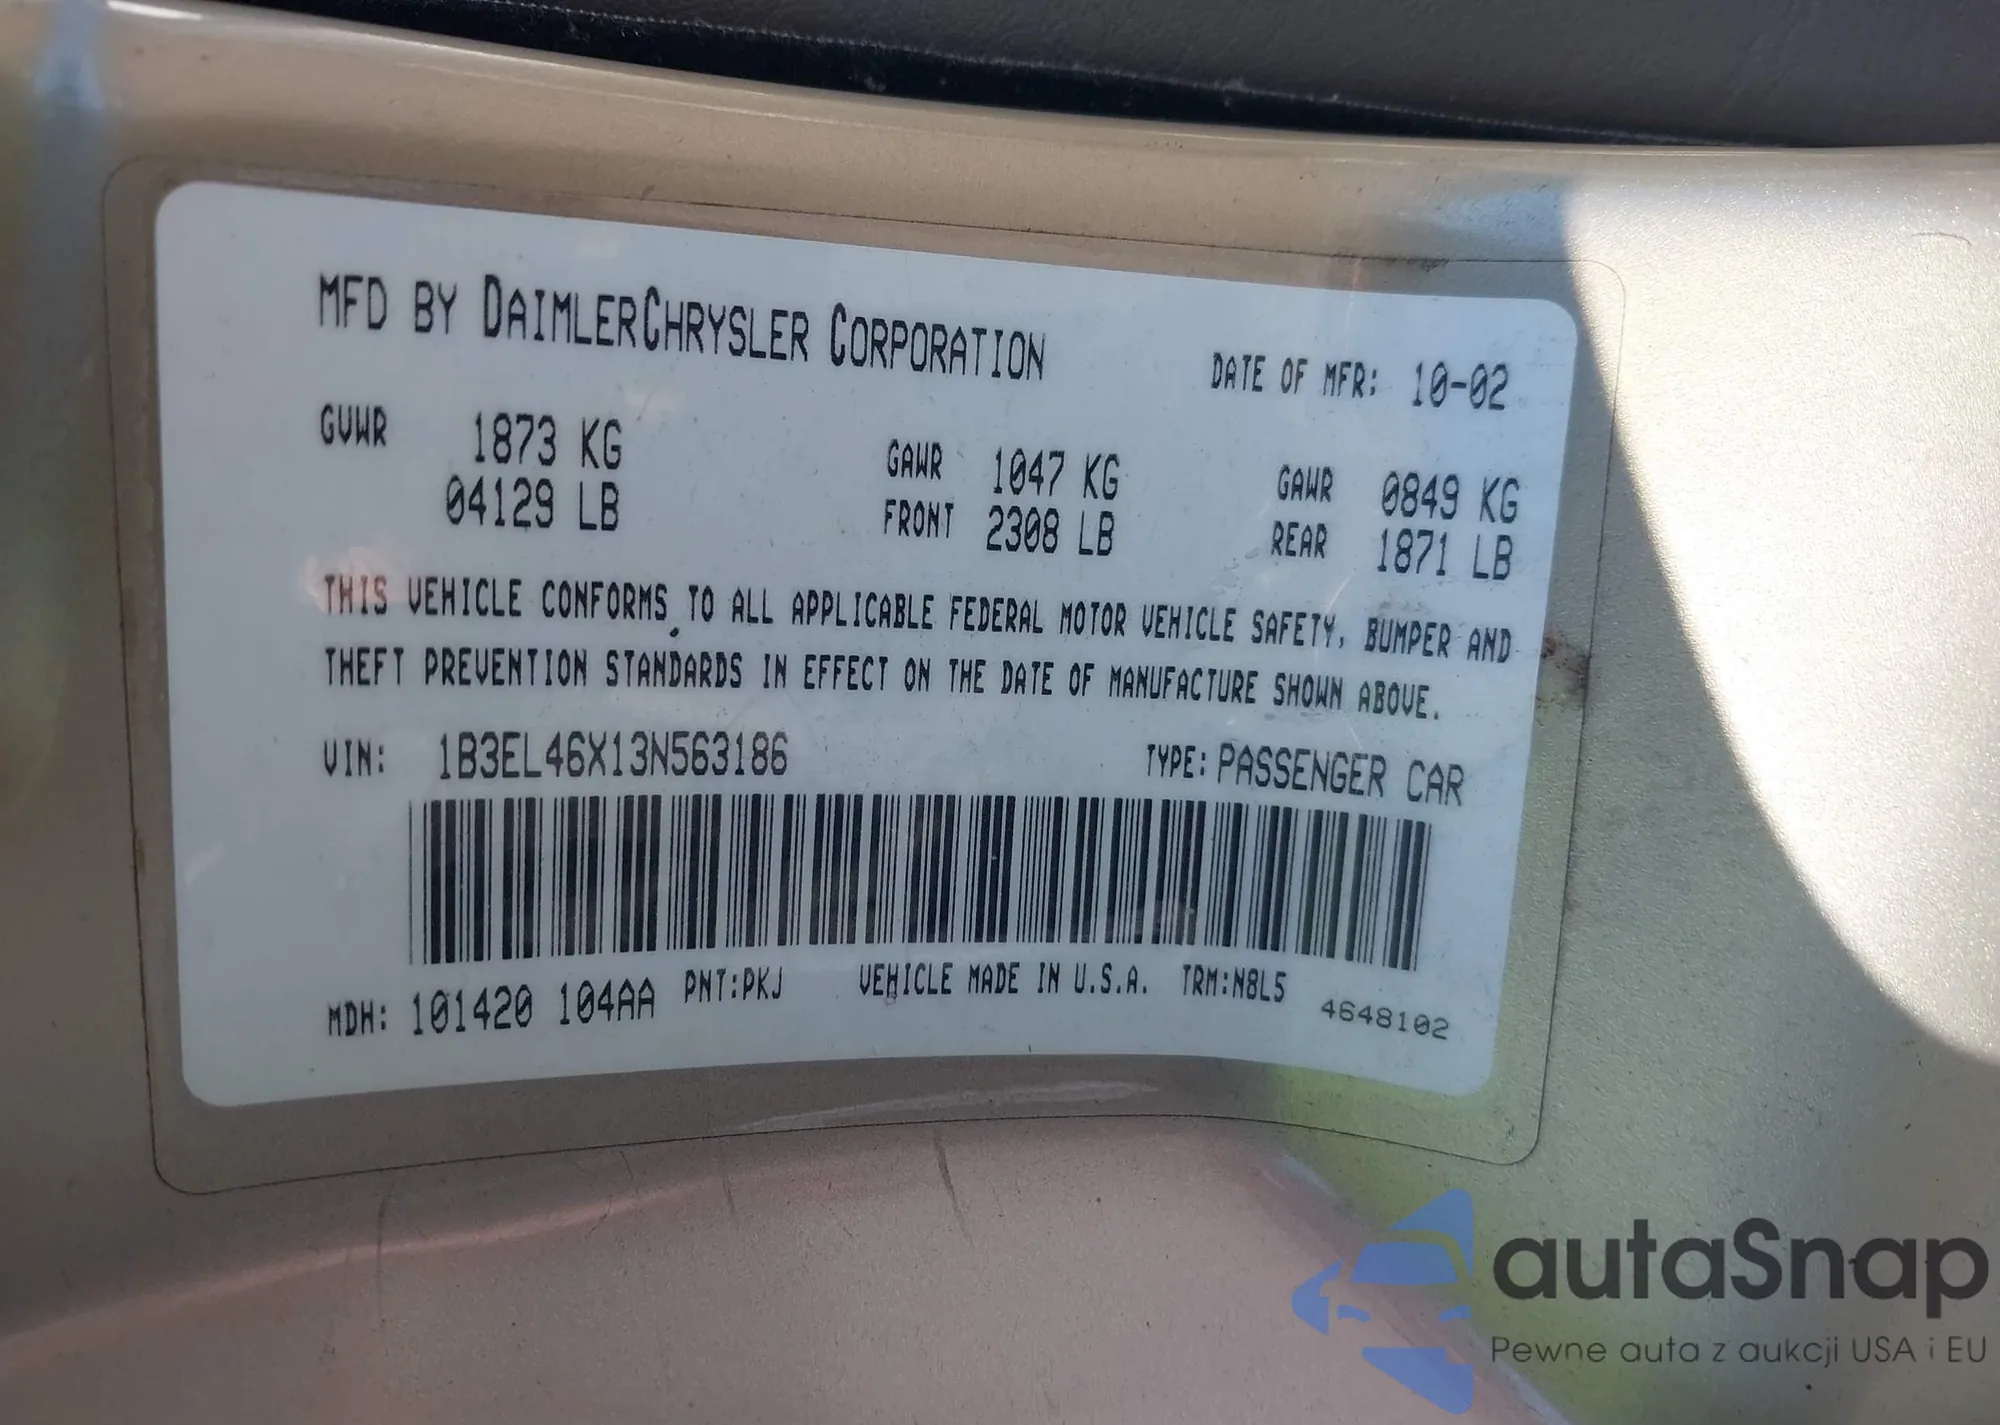 MFD BY DAIMLERCHRYSLER CORPORATION
DATE OF MFR: 10-02
GVWR 1873 KG
04129 LB
GAWR 1047 KG
FRONT 2308 LB
GAWR 0849 KG
REAR 1871 LB
THIS VEHICLE CONFORMS TO ALL APPLICABLE FEDERAL MOTOR VEHICLE SAFETY, BUMPER AND
THEFT PREVENTION STANDARDS IN EFFECT ON THE DATE OF MANUFACTURE SHOWN ABOVE.
VIN: 1B3EL46X13N563186
TYPE: PASSENGER CAR
MDH: 101420 104AA PNT:PKJ VEHICLE MADE IN U.S.A. TRM:N8L5
4648102
autaSnap
Pewne auta z aukcji USA i EU